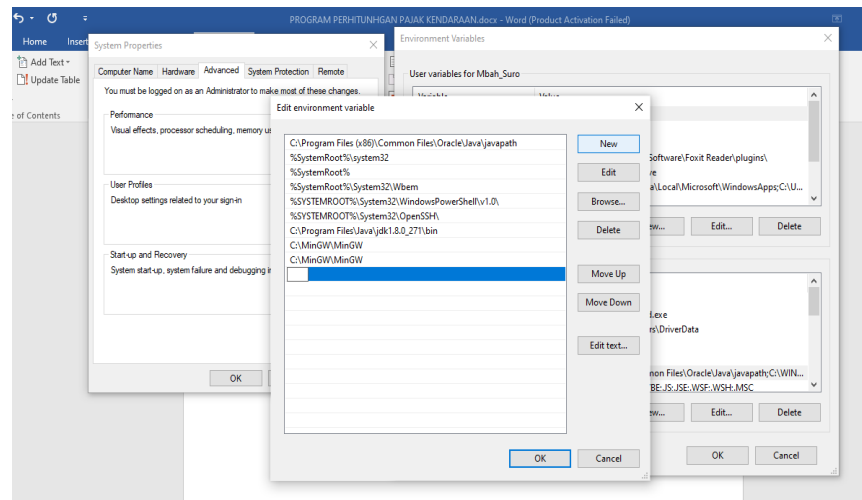 PROGRAM PERHITUNHGAN PAJAK KENDARAAN.docx - Word (Product Activation Failed)
Home
Add Text
Update Table
of Contents
System Properties
Computer Name Hardware Advanced System Protection Remote
You must be logged on as an Administrator to make most of these changes.
Performance
Visual effects, processor scheduling, memory
User Profiles
Desktop settings related to your sign-in
Start-up and Recovery
System start-up, system failure and debugging
OK
Environment Variables
User variables for Mbah_Suro
Variable Value
Software\Foxit Reader\plugins\
ve
a\Local\Microsoft\WindowsApps;C:\U...
Edit... Delete
d.exe
rs\DriverData
mon Files\Oracle\Java\javapath;C:\WIN...
BE;.JS;.JSE;.WSF;.WSH;.MSC
Edit... Delete
OK Cancel
Edit environment variable
C:\Program Files (x86)\Common Files\Oracle\Java\javapath
%SystemRoot%\system32
%SystemRoot%
%SystemRoot%\System32\Wbem
%SYSTEMROOT%\System32\WindowsPowerShell\v1.0\
%SYSTEMROOT%\System32\OpenSSH\
C:\Program Files\Java\jdk1.8.0_271\bin
C:\MinGW\MinGW
C:\MinGW\MinGW
New
Edit
Browse...
Delete
Move Up
Move Down
Edit text...
OK Cancel